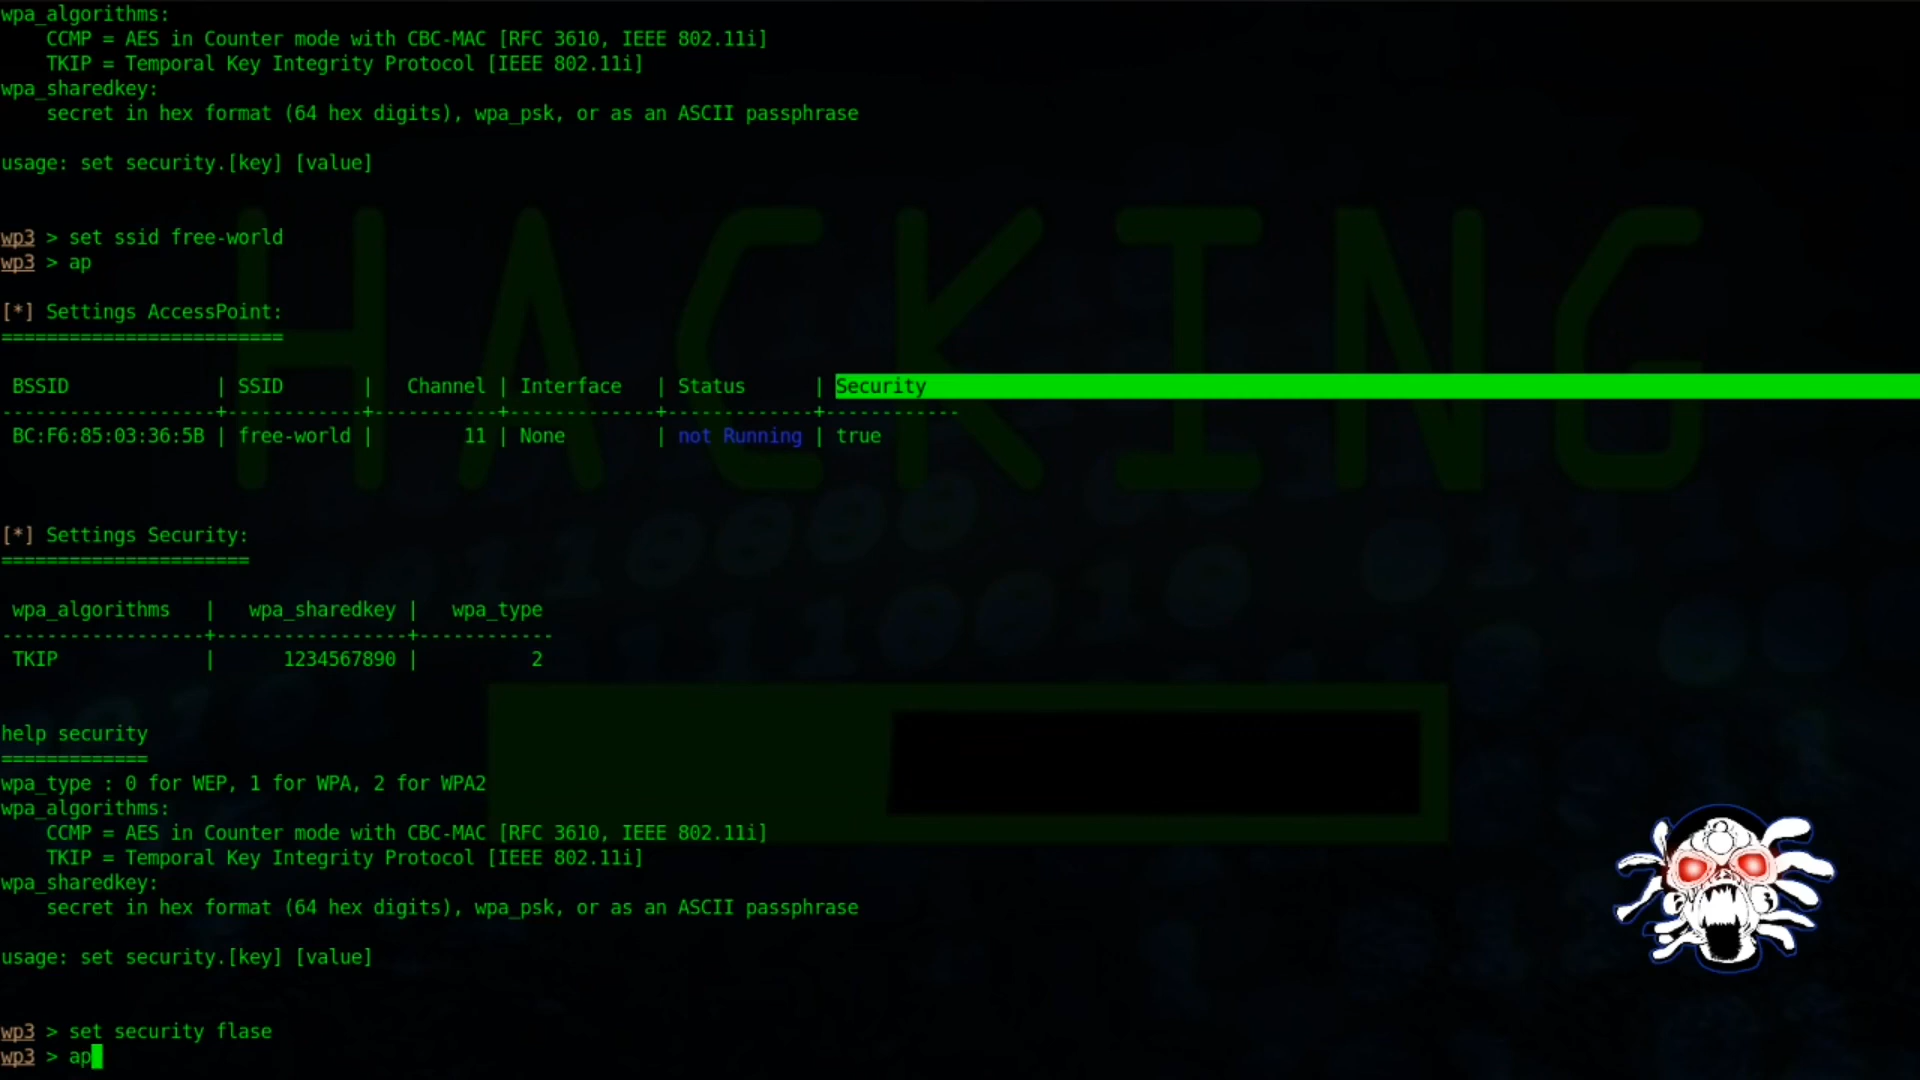 wpa_algorithms:
    CCMP = AES in Counter mode with CBC-MAC [RFC 3610, IEEE 802.11i]
    TKIP = Temporal Key Integrity Protocol [IEEE 802.11i]
wpa_sharedkey:
    secret in hex format (64 hex digits), wpa_psk, or as an ASCII passphrase
usage: set security.[key] [value]
HACKING
wp3 > set ssid free-world
wp3 > ap
[*] Settings AccessPoint:
=========================
 BSSID             | SSID       |   Channel | Interface   | Status      | Security
-------------------+------------+-----------+-------------+-------------+------------
 BC:F6:85:03:36:5B | free-world |        11 | None        | not Running | true
[*] Settings Security:
======================
 wpa_algorithms   |   wpa_sharedkey |   wpa_type
------------------+-----------------+------------
 TKIP             |      1234567890 |          2
help security
=============
wpa_type : 0 for WEP, 1 for WPA, 2 for WPA2
wpa_algorithms:
    CCMP = AES in Counter mode with CBC-MAC [RFC 3610, IEEE 802.11i]
    TKIP = Temporal Key Integrity Protocol [IEEE 802.11i]
wpa_sharedkey:
    secret in hex format (64 hex digits), wpa_psk, or as an ASCII passphrase
usage: set security.[key] [value]
wp3 > set security flase
wp3 > ap